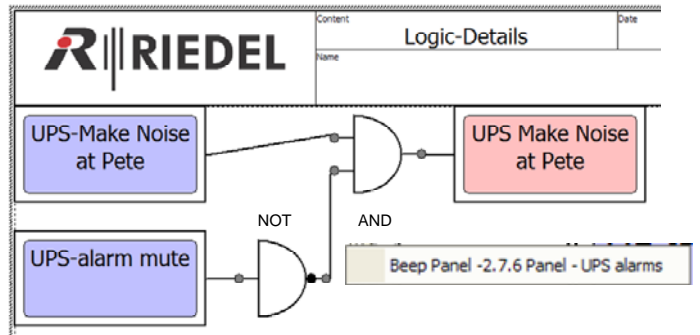 Content
Date
RIEDEL
Logic-Details
Name
UPS-Make Noise
at Pete
UPS Make Noise
at Pete
NOT
AND
UPS-alarm mute
Beep Panel -2.7.6 Panel - UPS alarms